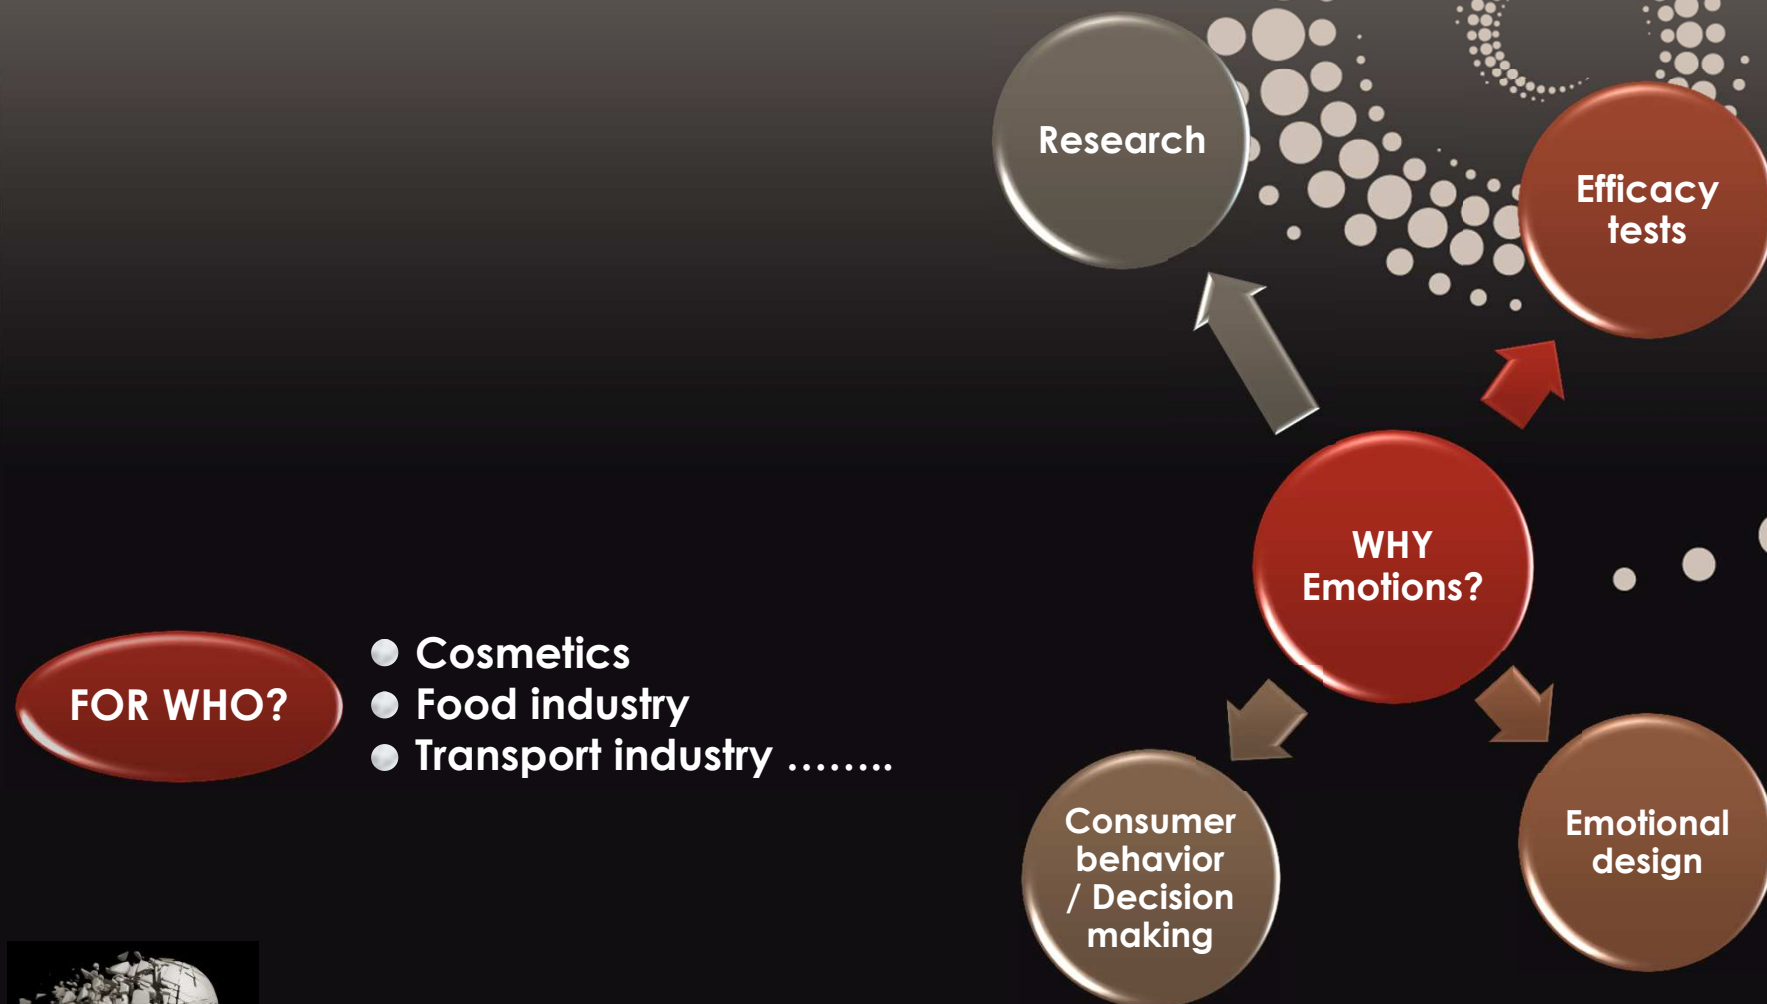 Research
Efficacy
tests
WHY
Emotions?
FOR WHO?
Cosmetics
Food industry
Transport industry ........
Consumer
behavior
/ Decision
making
Emotional
design